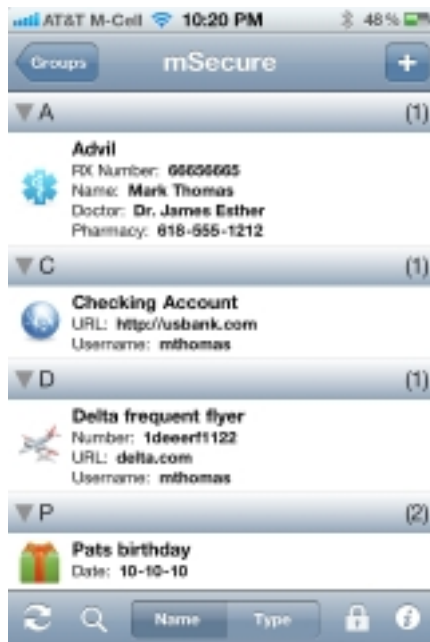 AT&T M-Cell 10:20 PM 48%
Groups mSecure +
A (1)
Advil
RX Number: 66656665
Name: Mark Thomas
Doctor: Dr. James Esther
Pharmacy: 618-555-1212
C (1)
Checking Account
URL: http://usbank.com
Username: mthomas
D (1)
Delta frequent flyer
Number: 1deeerf1122
URL: delta.com
Username: mthomas
P (2)
Pats birthday
Date: 10-10-10
Name Type